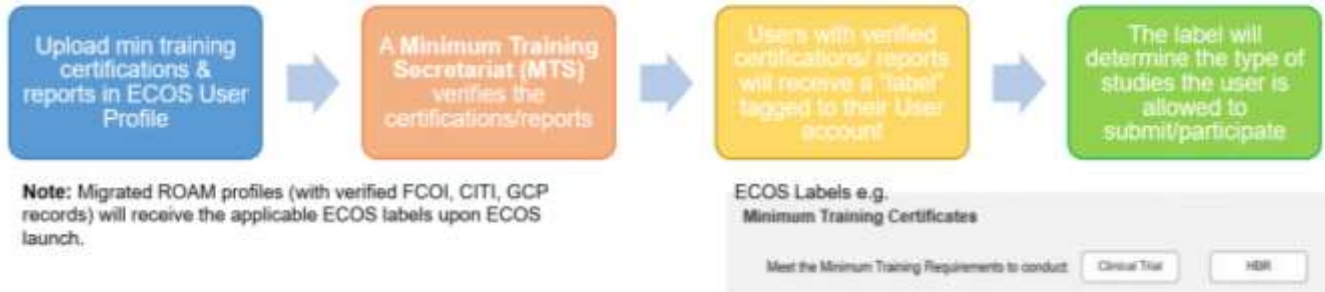 Upload min training
certifications &
reports in ECOS User
Profile
A Minimum Training
Secretariat (MTS)
verifies the
certifications/reports
Users with verified
certifications/ reports
will receive a "label"
tagged to their User
account
The label will
determine the type of
studies the user is
allowed to
submit/participate
Note: Migrated ROAM profiles (with verified FCOI, CITI, GCP
records) will receive the applicable ECOS labels upon ECOS
launch.
ECOS Labels e.g.
Minimum Training Certificates
Meet the Minimum Training Requirements to conduct
Clinical Trial
HBR